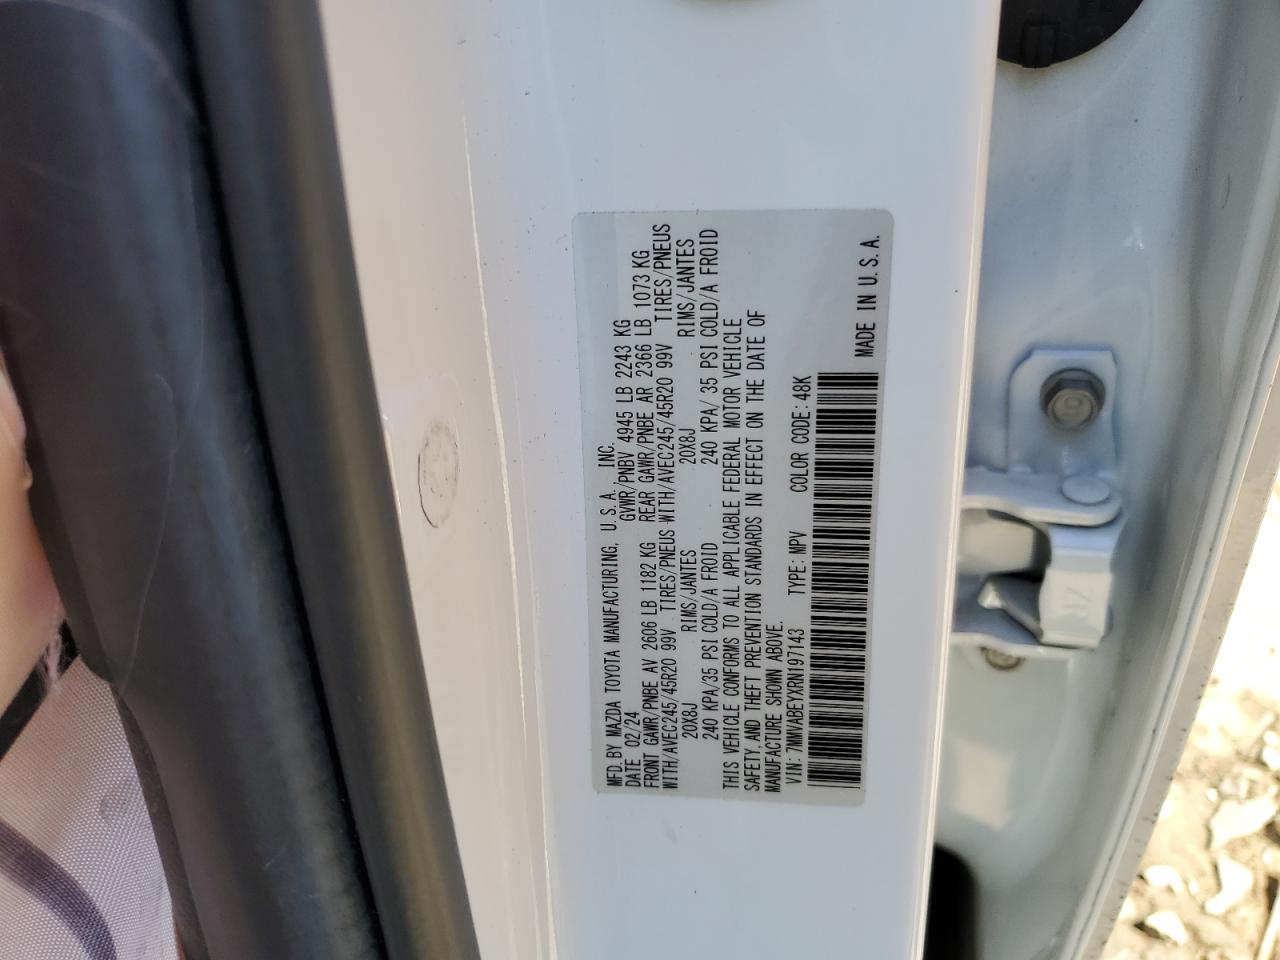 MFD. BY MAZDA TOYOTA MANUFACTURING, U. S. A., INC.
DATE 02/24 GVWR/PNBV 4945 LB 2243 KG
FRONT GAWR/PNBE AV 2606 LB 1182 KG REAR GAWR/PNBE AR 2366 LB 1073 KG
WITH/AVEC245/45R20 99V TIRES/PNEUS WITH/AVEC245/45R20 99V TIRES/PNEUS
20X8J RIMS/JANTES 20X8J RIMS/JANTES
240 KPA/35 PSI COLD/A FROID 240 KPA/ 35 PSI COLD/A FROID
THIS VEHICLE CONFORMS TO ALL APPLICABLE FEDERAL MOTOR VEHICLE
SAFETY, AND THEFT PREVENTION STANDARDS IN EFFECT ON THE DATE OF
MANUFACTURE SHOWN ABOVE.
VIN: 7MMVABEYXRN197143 TYPE: MPV COLOR CODE: 48K
MADE IN U. S. A.